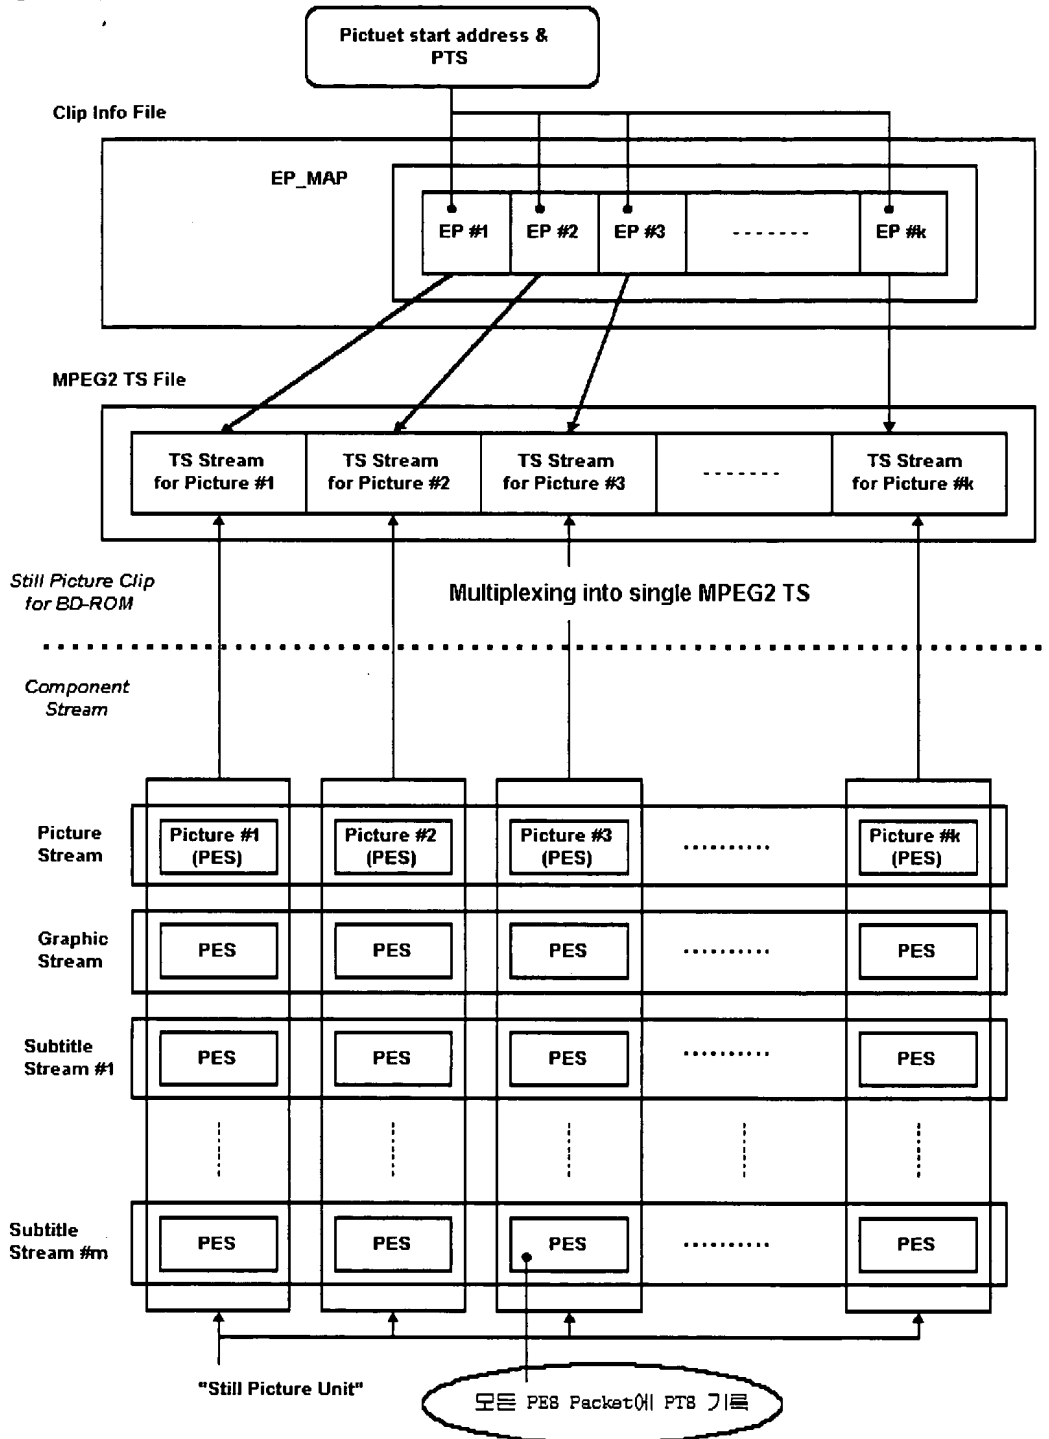 Pictuet start address &
PTS
Clip Info File
EP_MAP
EP #1
EP #2
EP #3
EP #k
MPEG2 TS File
TS Stream
for Picture #1
TS Stream
for Picture #2
TS Stream
for Picture #3
TS Stream
for Picture #k
Still Picture Clip
for BD-ROM
Multiplexing into single MPEG2 TS
Component
Stream
Picture
Stream
Picture #1
(PES)
Picture #2
(PES)
Picture #3
(PES)
Picture #k
(PES)
Graphic
Stream
PES
PES
PES
PES
Subtitle
Stream #1
PES
PES
PES
PES
Subtitle
Stream #m
PES
PES
PES
PES
"Still Picture Unit"
모든 PES Packet에 PTS 기록